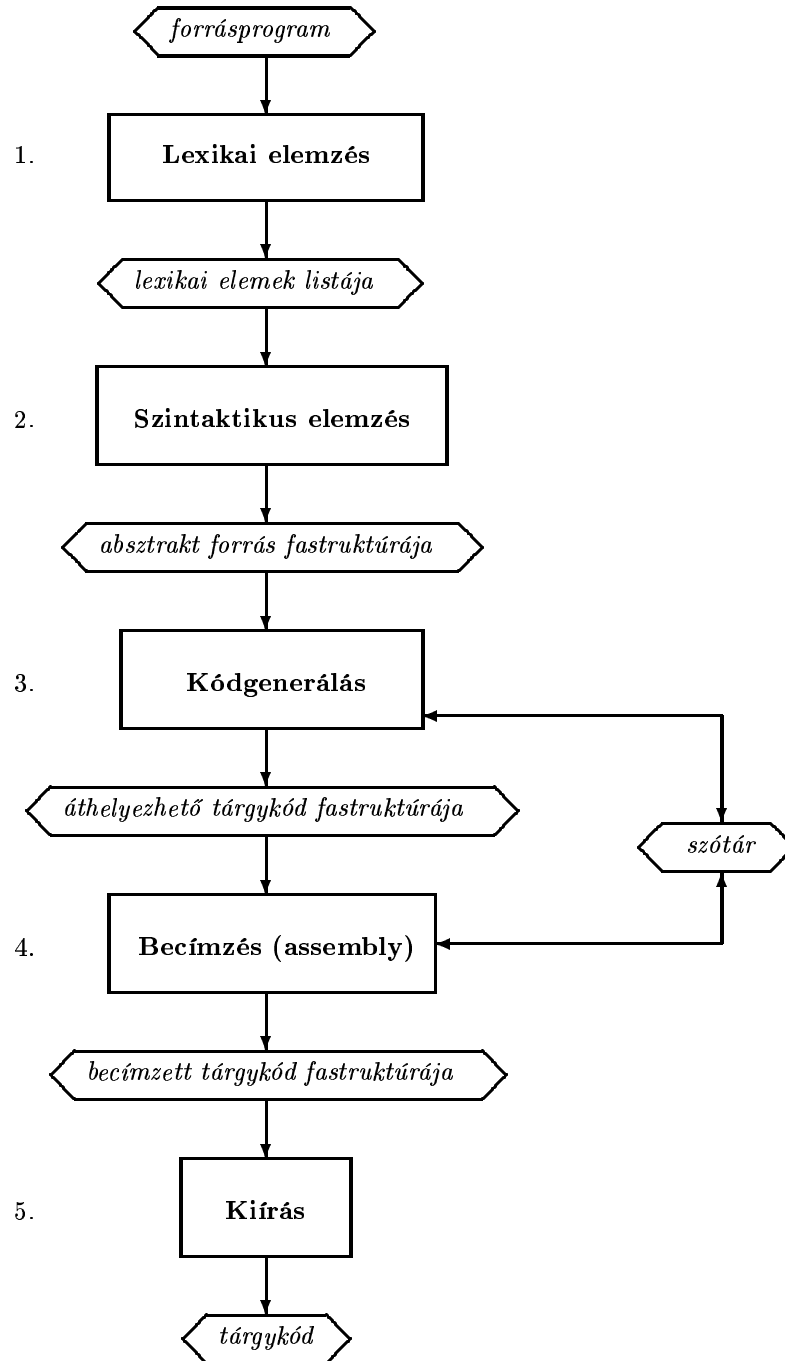 forrásprogram
1. Lexikai elemzés
lexikai elemek listája
2. Szintaktikus elemzés
absztrakt forrás fastruktúrája
3. Kódgenerálás
áthelyezhető tárgykód fastruktúrája
szótár
4. Becímzés (assembly)
becímzett tárgykód fastruktúrája
5. Kiírás
tárgykód